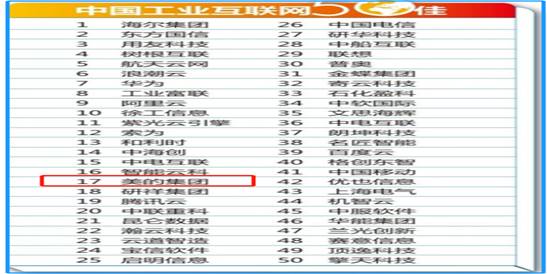 中国工业互联网50佳
1 海尔集团 26 中国电信
2 东方国信 27 研华科技
3 用友科技 28 中船互联
4 树根互联 29 联想
5 航天云网 30 普奥
6 浪潮云 31 金蝶集团
7 华为 32 寄云科技
8 工业富联 33 石化盈科
9 阿里云 34 中软国际
10 徐工信息 35 文思海辉
11 紫光云引擎 36 中电互联
12 索为 37 朗坤科技
13 和利时 38 名匠智能
14 中海创 39 百度云
15 中电互联 40 格创东智
16 智能云科 41 中国移动
17 美的集团 42 优也信息
18 研祥集团 43 上海电气
19 腾讯云 44 机智云
20 中联重科 45 中服软件
21 昆仑数据 46 华能集团
22 瀚云科技 47 兰光创新
23 云道智造 48 赛意信息
24 宝信软件 49 顶逸科技
25 启明信息 50 擎天科技